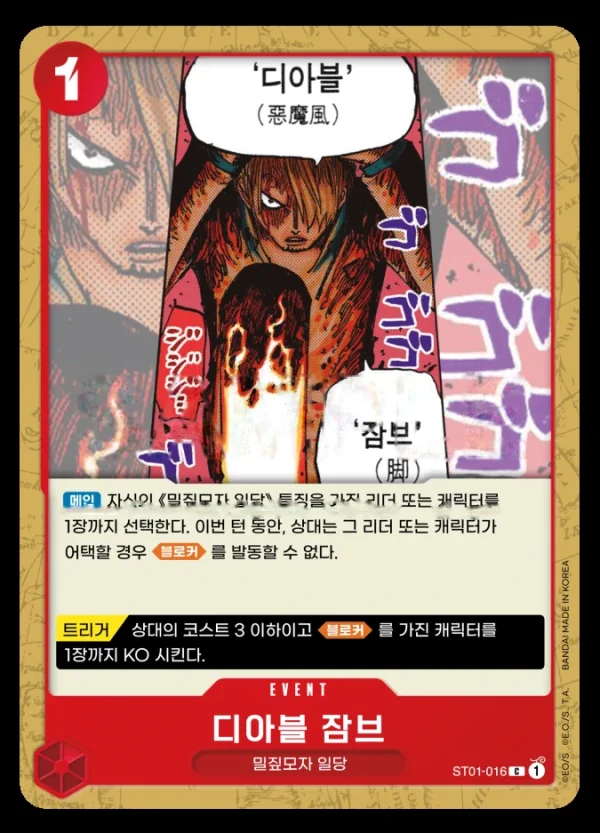 1
'디아블'
(惡魔風)
'잠브'
(脚)
메인 자신의 《밀짚모자 일당》 특징을 가진 리더 또는 캐릭터를
1장까지 선택한다. 이번 턴 동안, 상대는 그 리더 또는 캐릭터가
어택할 경우 블로커 를 발동할 수 없다.
트리거 상대의 코스트 3 이하이고 블로커 를 가진 캐릭터를
1장까지 KO 시킨다.
EVENT
디아블 잠브
밀짚모자 일당
ST01-016 C 1
©EO/S ©E.O./S. T.A. BANDAI MADE IN KOREA